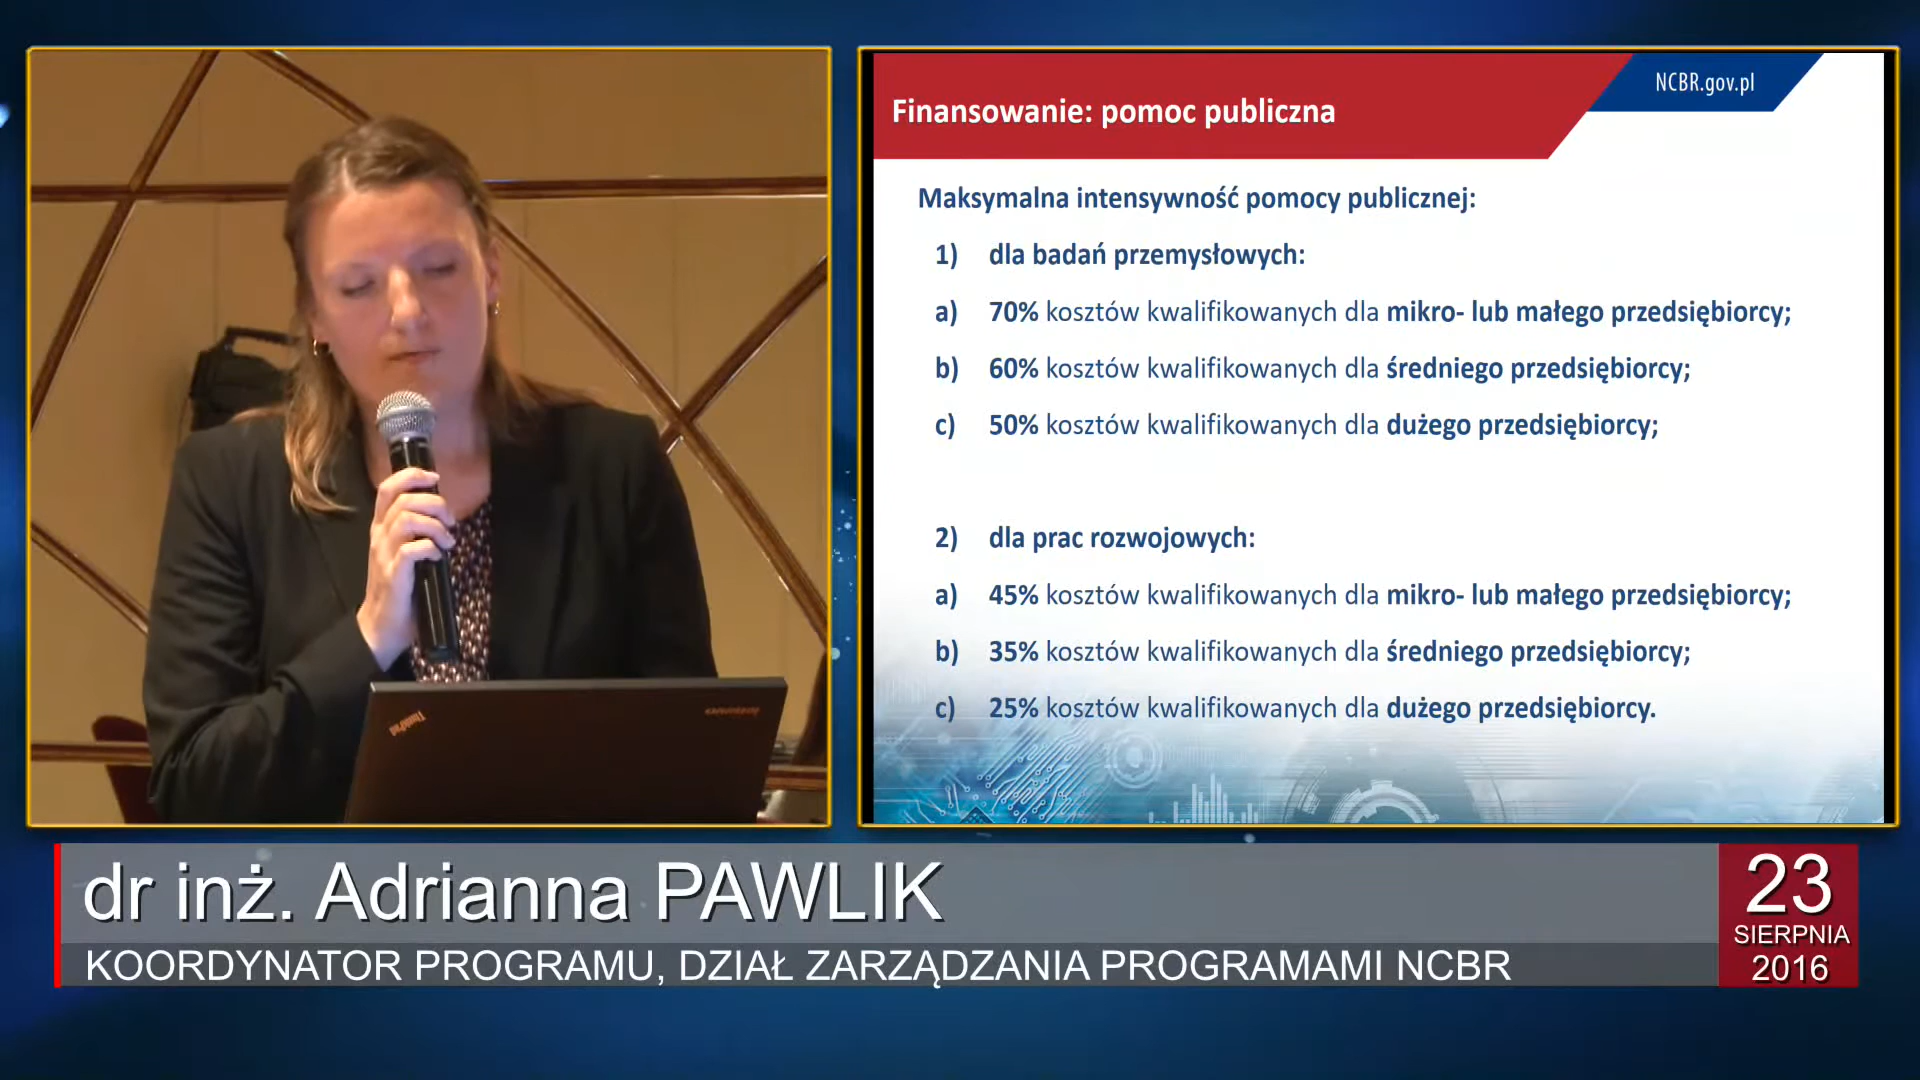 NCBR.gov.pl
Finansowanie: pomoc publiczna
Maksymalna intensywność pomocy publicznej:
1) dla badań przemysłowych:
a) 70% kosztów kwalifikowanych dla mikro- lub małego przedsiębiorcy;
b) 60% kosztów kwalifikowanych dla średniego przedsiębiorcy;
c) 50% kosztów kwalifikowanych dla dużego przedsiębiorcy;
2) dla prac rozwojowych:
a) 45% kosztów kwalifikowanych dla mikro- lub małego przedsiębiorcy;
b) 35% kosztów kwalifikowanych dla średniego przedsiębiorcy;
c) 25% kosztów kwalifikowanych dla dużego przedsiębiorcy.
ThinkPad
lenovo
dr inż. Adrianna PAWLIK
KOORDYNATOR PROGRAMU, DZIAŁ ZARZĄDZANIA PROGRAMAMI NCBR
23
SIERPNIA
2016